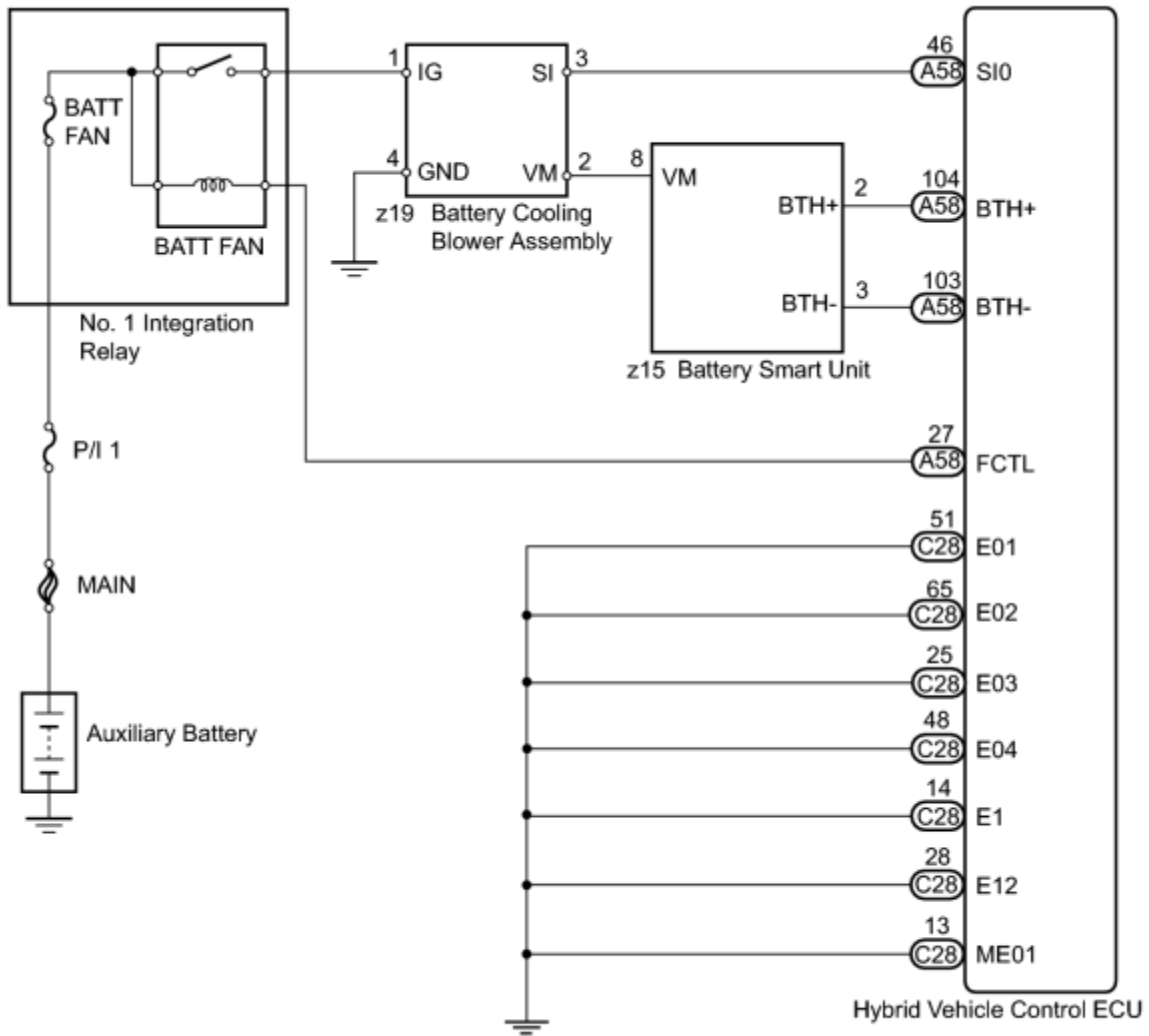 BATT
FAN
BATT FAN
No. 1 Integration
Relay
P/I 1
MAIN
Auxiliary Battery
1
IG
SI
3
4
GND
VM
2
z19 Battery Cooling
Blower Assembly
8
VM
BTH+
2
BTH-
3
z15 Battery Smart Unit
46
A58
SI0
104
A58
BTH+
103
A58
BTH-
27
A58
FCTL
51
C28
E01
65
C28
E02
25
C28
E03
48
C28
E04
14
C28
E1
28
C28
E12
13
C28
ME01
Hybrid Vehicle Control ECU